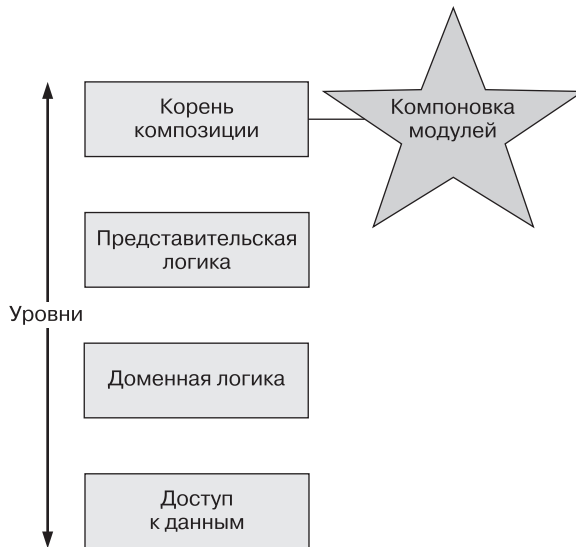 Корень
композиции
Компоновка
модулей
Представительская
логика
Уровни
Доменная логика
Доступ
к данным